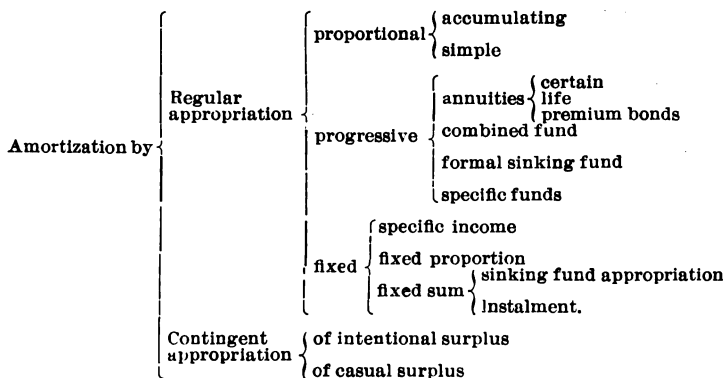 Amortization by
Regular
appropriation
proportional
accumulating
simple
progressive
annuities
certain
life
premium bonds
combined fund
formal sinking fund
specific funds
fixed
specific income
fixed proportion
fixed sum
sinking fund appropriation
Instalment.
Contingent
appropriation
of intentional surplus
of casual surplus